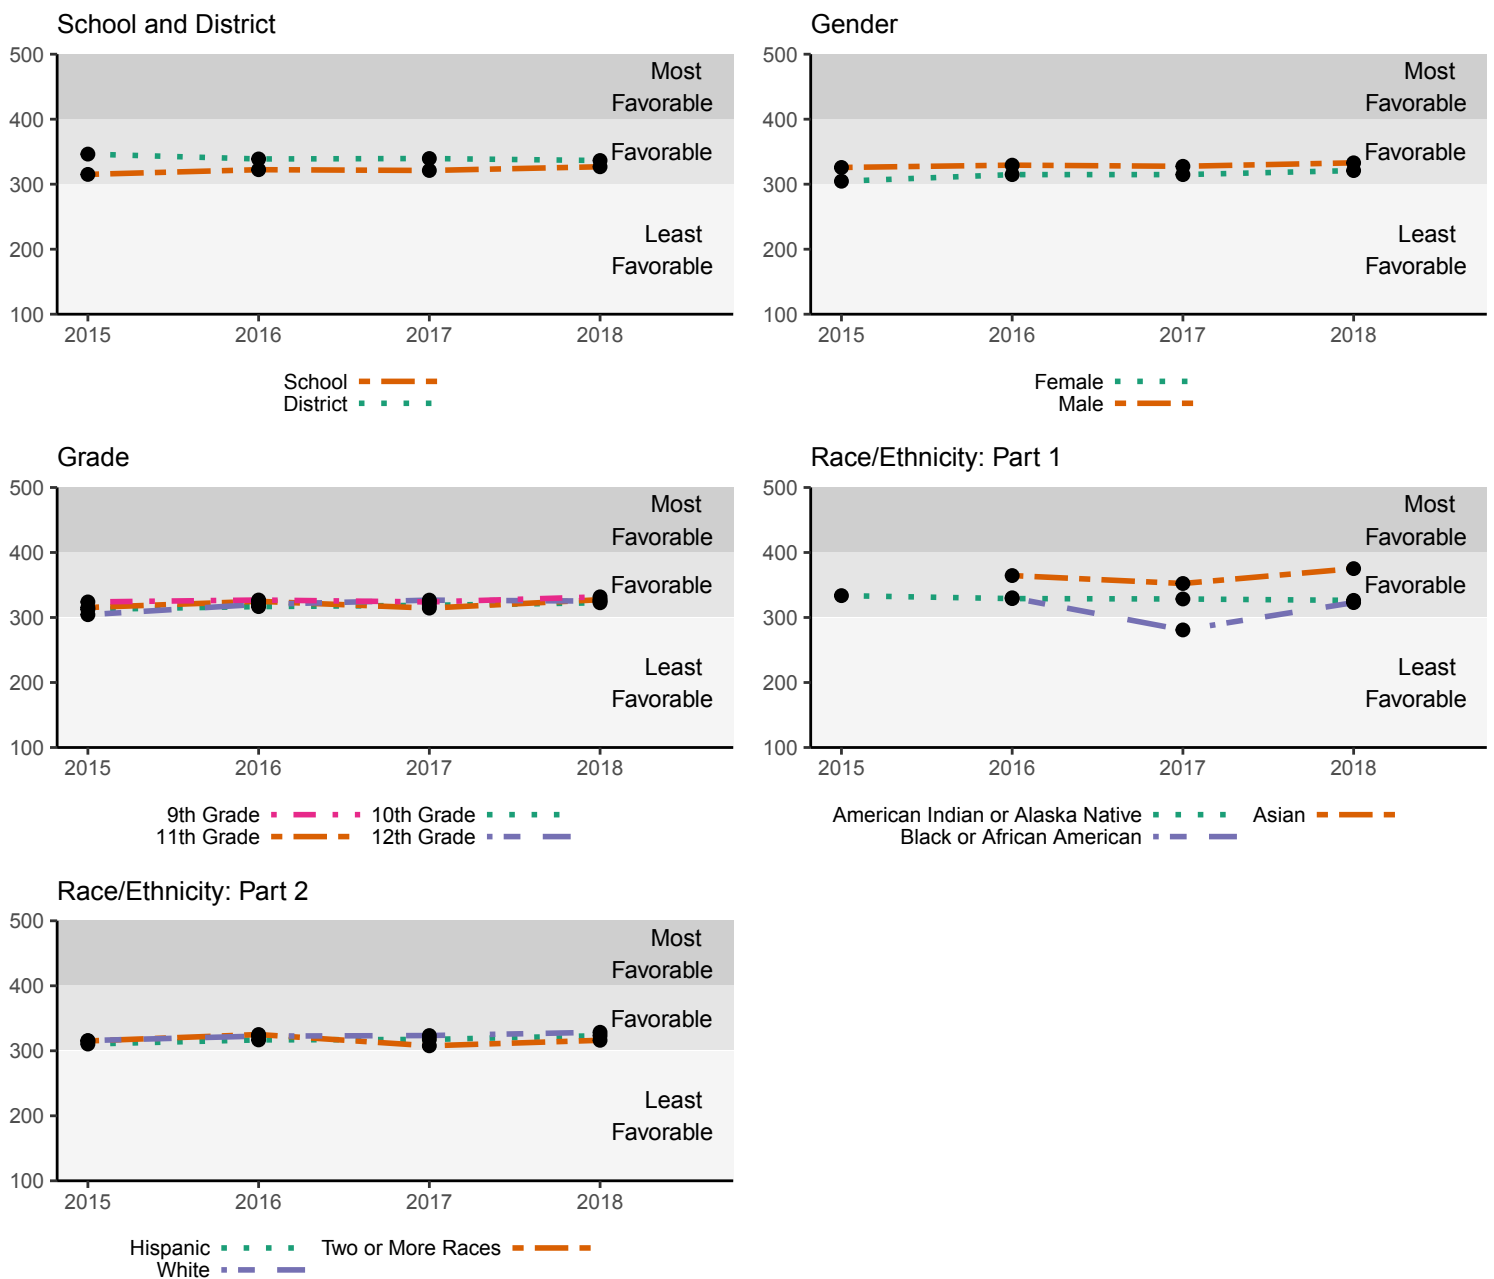 School and District
500
400
300
200
100
Most
Favorable
Favorable
Least
Favorable
2015 2016 2017 2018
School
District
Gender
500
400
300
200
100
Most
Favorable
Favorable
Least
Favorable
2015 2016 2017 2018
Female
Male
Grade
500
400
300
200
100
Most
Favorable
Favorable
Least
Favorable
2015 2016 2017 2018
9th Grade 10th Grade
11th Grade 12th Grade
Race/Ethnicity: Part 1
500
400
300
200
100
Most
Favorable
Favorable
Least
Favorable
2015 2016 2017 2018
American Indian or Alaska Native Asian
Black or African American
Race/Ethnicity: Part 2
500
400
300
200
100
Most
Favorable
Favorable
Least
Favorable
2015 2016 2017 2018
Hispanic Two or More Races
White